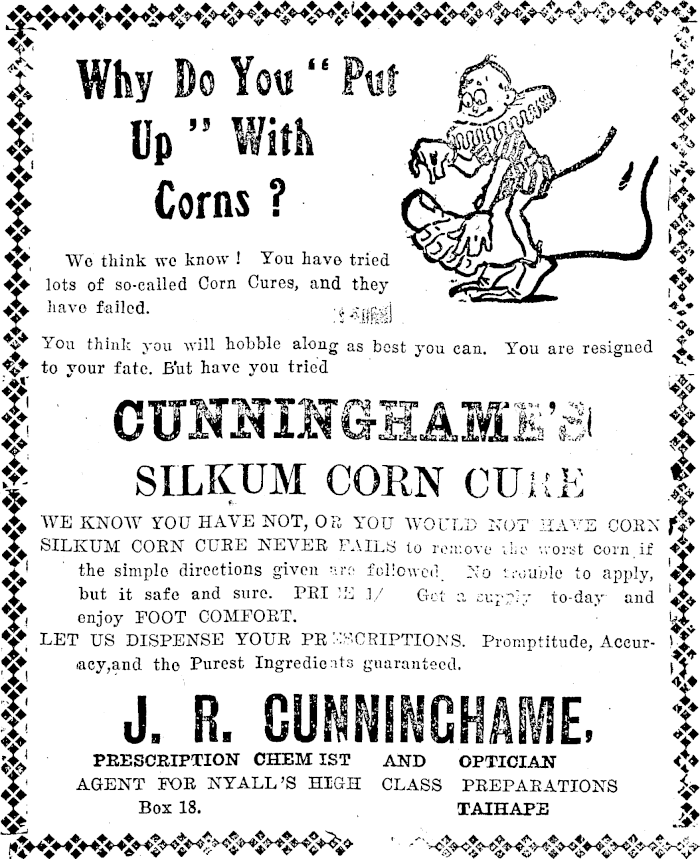 Why Do You “ Put
Up ” With
Corns ?
We think we know ! You have tried
lots of so-called Corn Cures, and they
have failed.
You think you will hobble along as best you can. You are resigned
to your fate. But have you tried
CUNNINGHAME'S
SILKUM CORN CURE
WE KNOW YOU HAVE NOT, OR YOU WOULD NOT HAVE CORN
SILKUM CORN CURE NEVER FAILS to remove the worst corn if
the simple directions given are followed. No trouble to apply,
but it safe and sure. PRICE 1/ Get a supply to-day and
enjoy FOOT COMFORT.
LET US DISPENSE YOUR PRESCRIPTIONS. Promptitude, Accur-
acy,and the Purest Ingredients guaranteed.
J. R. CUNNINGHAME,
PRESCRIPTION CHEMIST AND OPTICIAN
AGENT FOR NYALL'S HIGH CLASS PREPARATIONS
Box 18. TAIHAPE